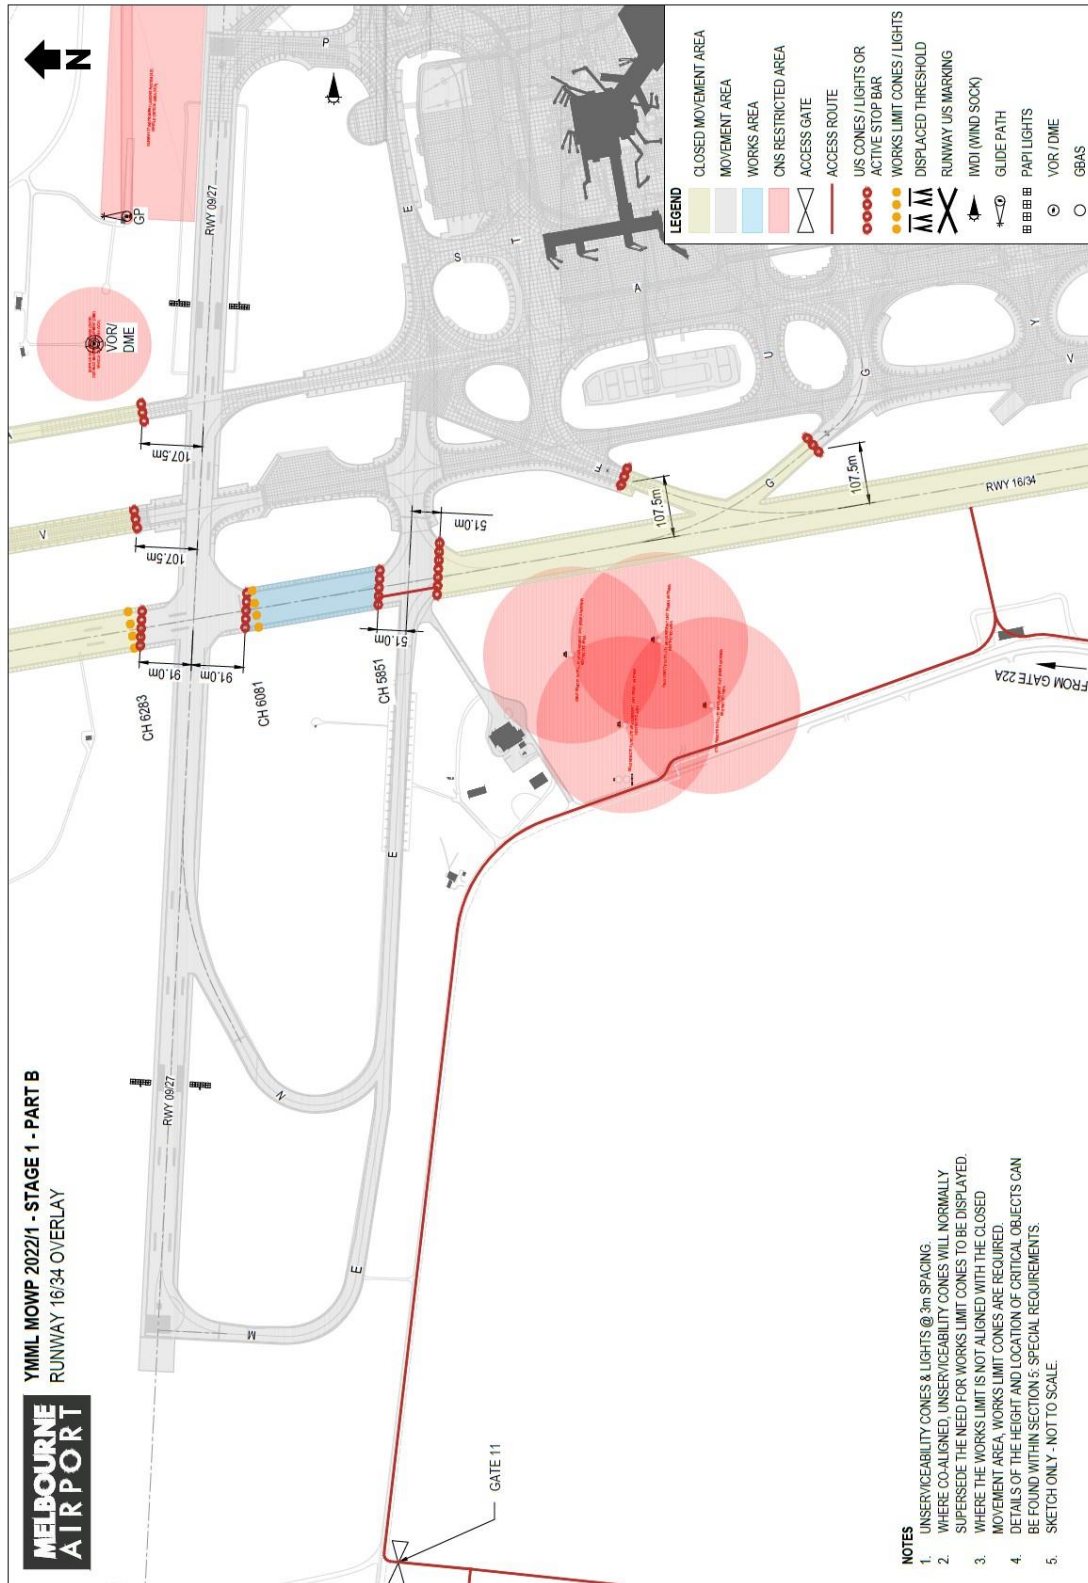 MELBOURNE
AIRPORT
YMML MOWP 2022/1 - STAGE 1 - PART B
RUNWAY 16/34 OVERLAY
N
GP
VOR/
DME
RWY 09/27
P
E
S
T
A
U
G
Y
V
A
107.5m
V
107.5m
F
107.5m
G
107.5m
RWY 16/34
51.0m
51.0m
91.0m
91.0m
CH 6283
CH 6081
CH 5851
FROM GATE 22A
E
N
RWY 09/27
M
E
GATE 11
LEGEND
CLOSED MOVEMENT AREA
MOVEMENT AREA
WORKS AREA
CNS RESTRICTED AREA
ACCESS GATE
ACCESS ROUTE
U/S CONES / LIGHTS OR
ACTIVE STOP BAR
WORKS LIMIT CONES / LIGHTS
DISPLACED THRESHOLD
RUNWAY U/S MARKING
IWDI (WIND SOCK)
GLIDE PATH
PAPI LIGHTS
VOR / DME
GBAS
NOTES
1. UNSERVICEABILITY CONES & LIGHTS @ 3m SPACING.
2. WHERE CO-ALIGNED, UNSERVICEABILITY CONES WILL NORMALLY
SUPERSEDE THE NEED FOR WORKS LIMIT CONES TO BE DISPLAYED.
3. WHERE THE WORKS LIMIT IS NOT ALIGNED WITH THE CLOSED
MOVEMENT AREA, WORKS LIMIT CONES ARE REQUIRED.
4. DETAILS OF THE HEIGHT AND LOCATION OF CRITICAL OBJECTS CAN
BE FOUND WITHIN SECTION 5: SPECIAL REQUIREMENTS.
5. SKETCH ONLY - NOT TO SCALE.